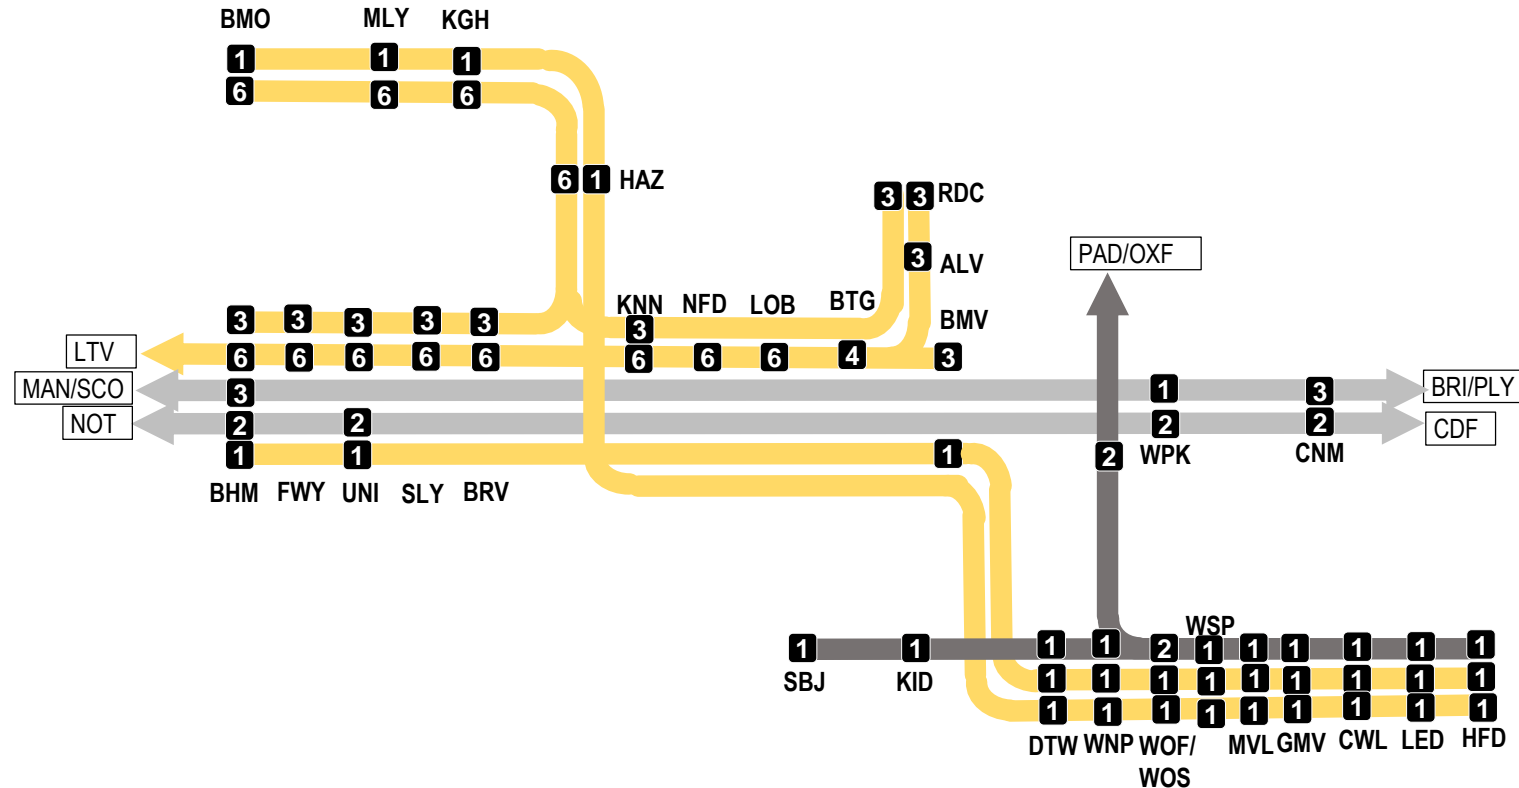 BMO MLY KGH
1 1 1
6 6 6
6 1 HAZ
3 3 RDC
3 ALV
PAD/OXF
KNN NFD LOB BTG BMV
3 3 3 3 3 3
LTV 6 6 6 6 6 6 6 6 4 3
MAN/SCO 3 1 3 BRI/PLY
NOT 2 2 2 2 CDF
1 1 1 2 WPK CNM
BHM FWY UNI SLY BRV
WSP
1 1 1 1 2 1 1 1 1 1 1
SBJ KID
1 1 1 1 1 1 1 1 1
1 1 1 1 1 1 1 1 1
DTW WNP WOF/ MVL GMV CWL LED HFD
WOS